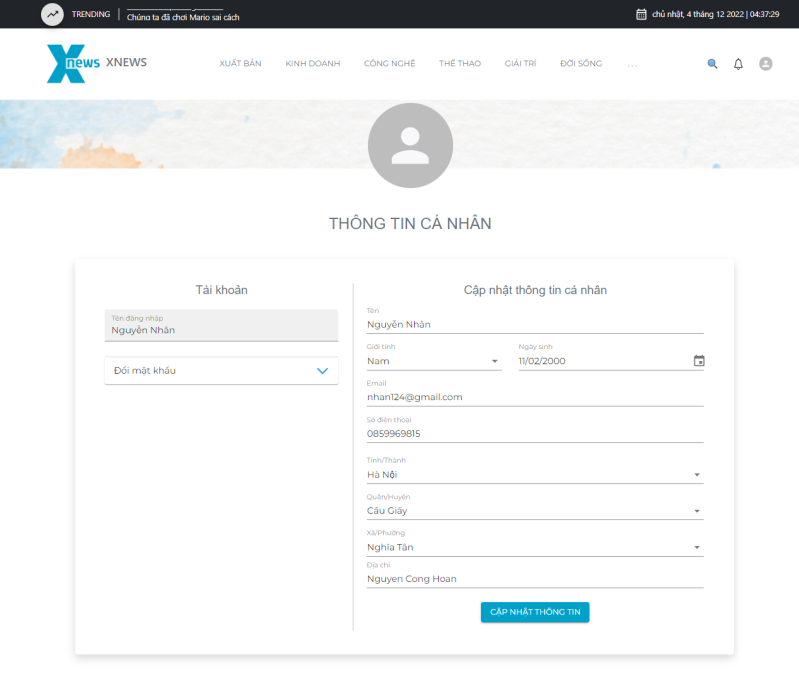 TRENDING
Chúng ta đã chơi Mario sai cách
chủ nhật, 4 tháng 12 2022 | 04:37:29
Xnews XNEWS
XUẤT BẢN KINH DOANH CÔNG NGHỆ THỂ THAO GIẢI TRÍ ĐỜI SỐNG ...
THÔNG TIN CÁ NHÂN
Tài khoản
Tên đăng nhập
Nguyễn Nhân
Đổi mật khẩu
Cập nhật thông tin cá nhân
Tên
Nguyễn Nhân
Giới tính Ngày sinh
Nam 11/02/2000
Email
nhan124@gmail.com
Số điện thoại
0859969815
Tỉnh/Thành
Hà Nội
Quận/Huyện
Cầu Giấy
Xã/Phường
Nghĩa Tân
Địa chỉ
Nguyen Cong Hoan
CẬP NHẬT THÔNG TIN